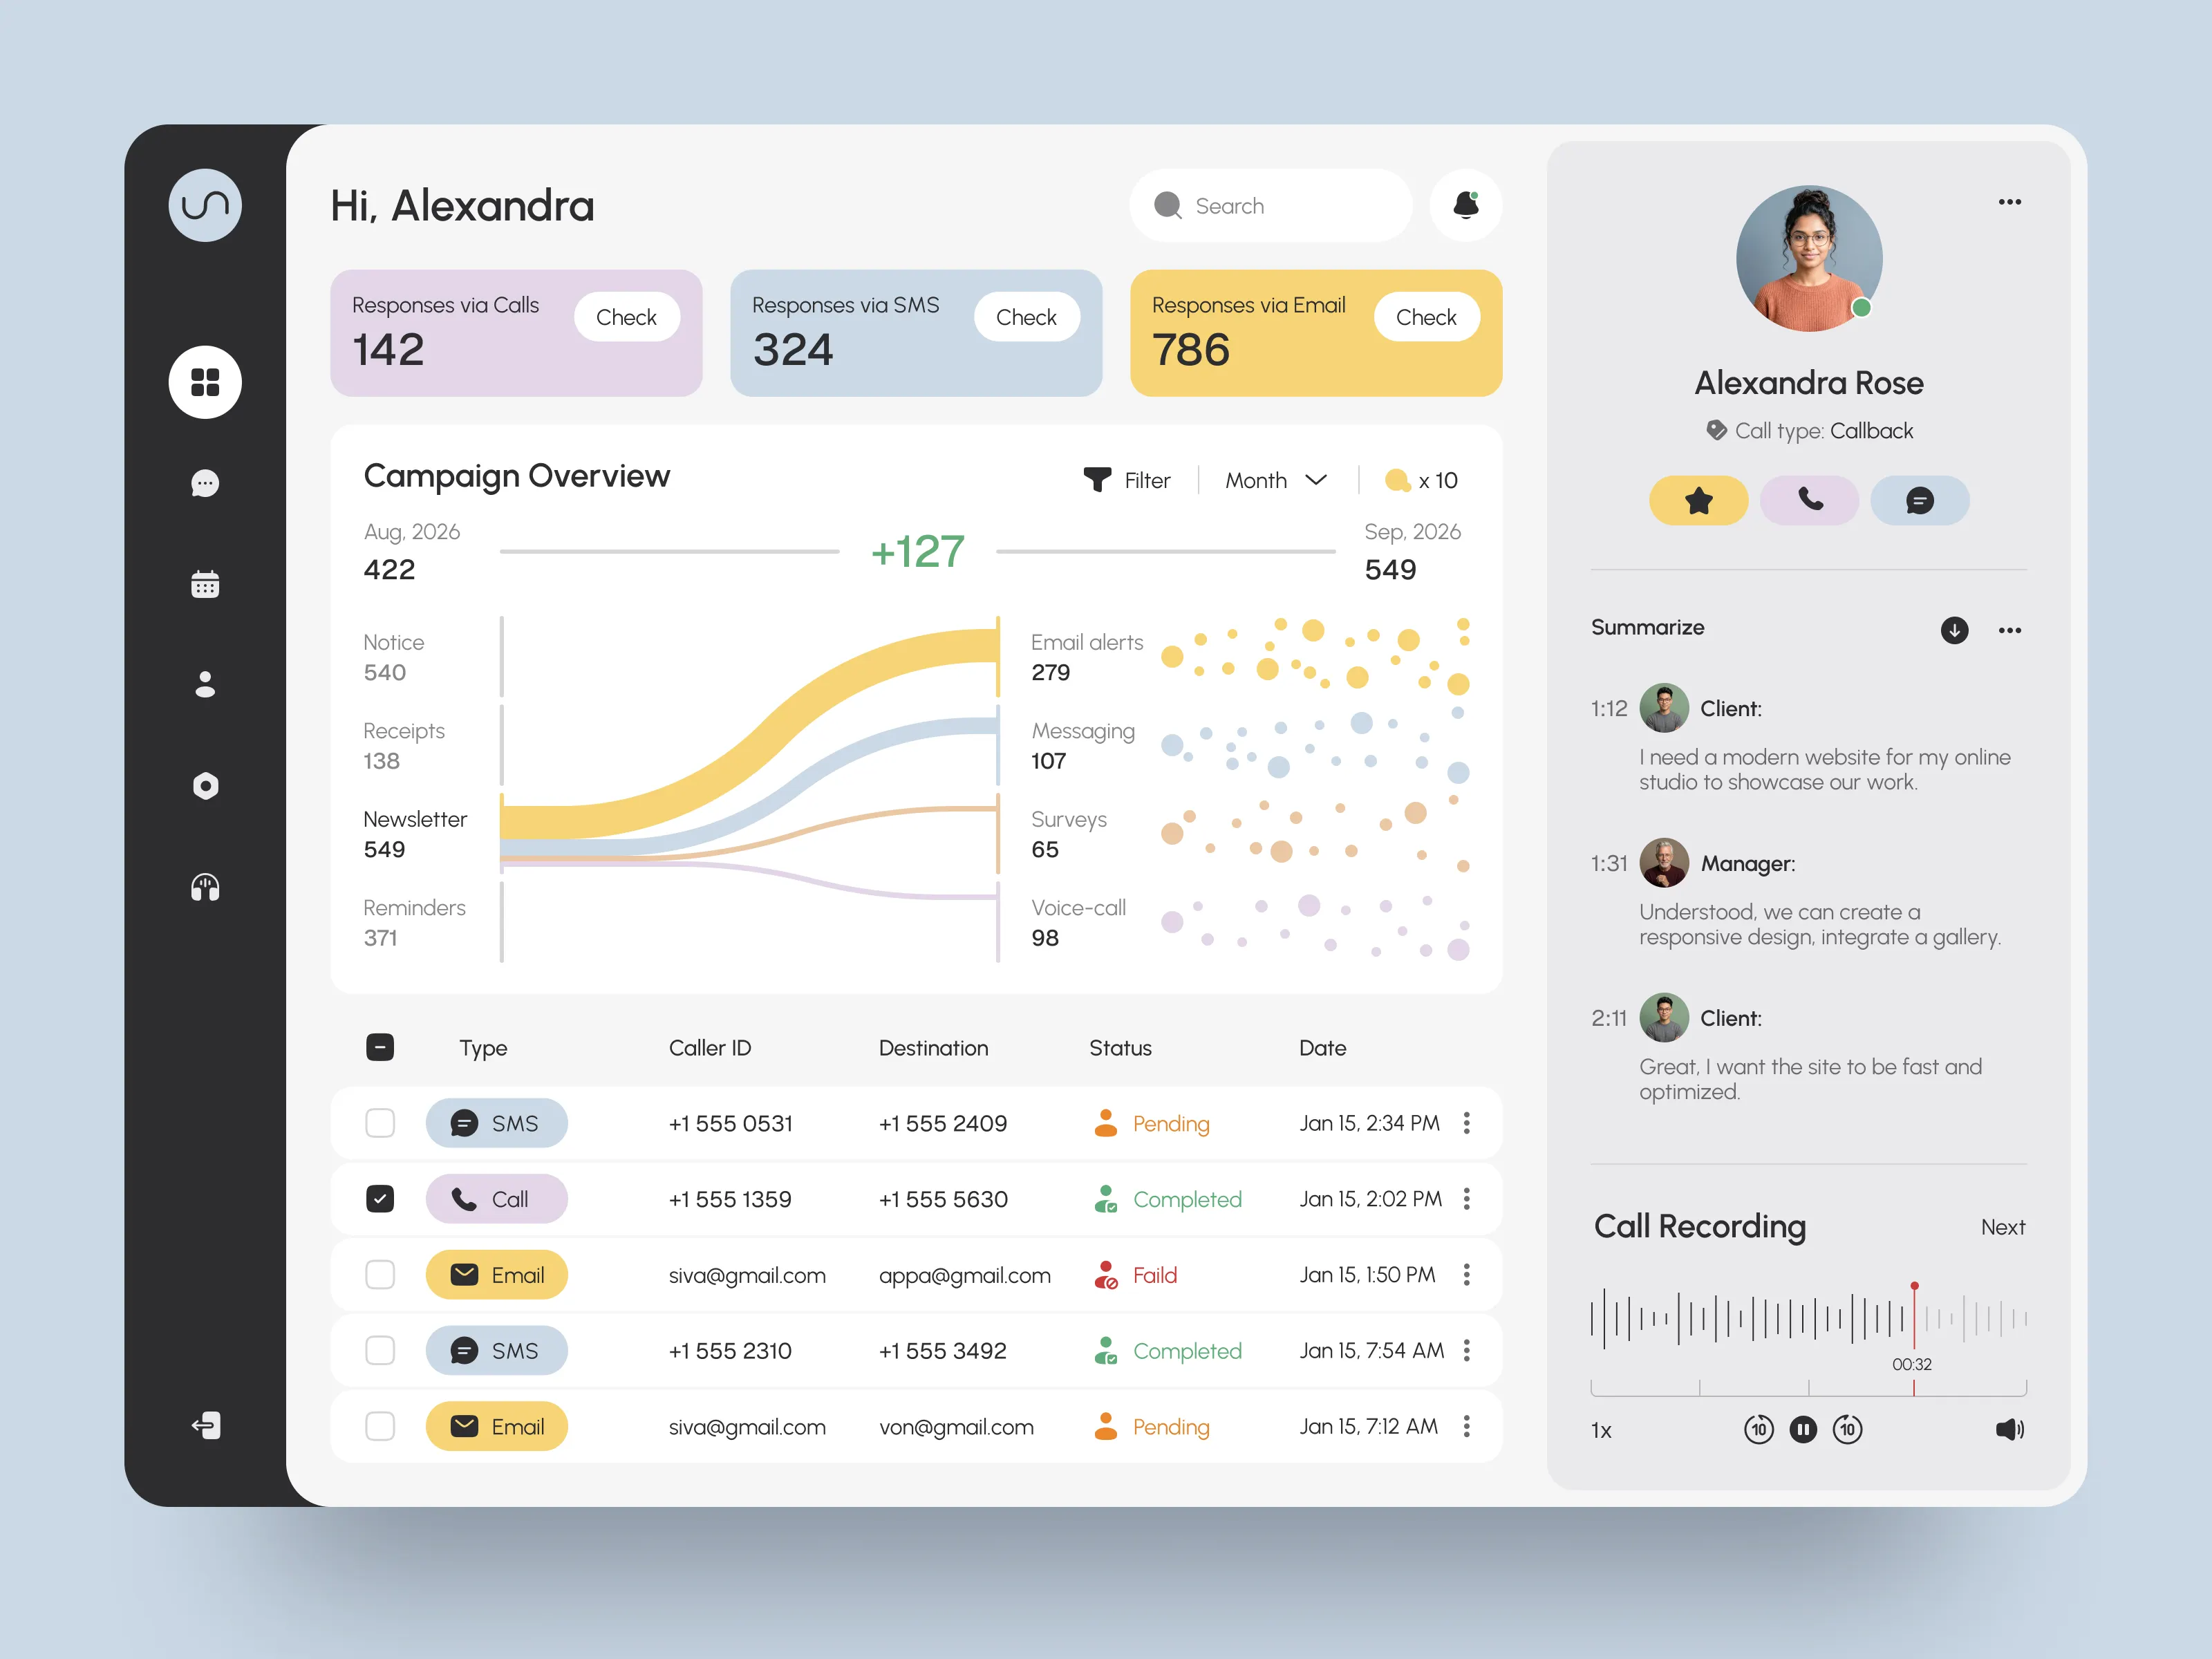 Hi, Alexandra
Search
Responses via Calls
142
Check
Responses via SMS
324
Check
Responses via Email
786
Check
Campaign Overview
Filter
Month
x 10
Aug, 2026
422
+127
Sep, 2026
549
Notice
540
Receipts
138
Newsletter
549
Reminders
371
Email alerts
279
Messaging
107
Surveys
65
Voice-call
98
Type Caller ID Destination Status Date
SMS +1 555 0531 +1 555 2409 Pending Jan 15, 2:34 PM
Call +1 555 1359 +1 555 5630 Completed Jan 15, 2:02 PM
Email siva@gmail.com appa@gmail.com Faild Jan 15, 1:50 PM
SMS +1 555 2310 +1 555 3492 Completed Jan 15, 7:54 AM
Email siva@gmail.com von@gmail.com Pending Jan 15, 7:12 AM
Alexandra Rose
Call type: Callback
Summarize
1:12 Client:
I need a modern website for my online
studio to showcase our work.
1:31 Manager:
Understood, we can create a
responsive design, integrate a gallery.
2:11 Client:
Great, I want the site to be fast and
optimized.
Call Recording
Next
00:32
1x
10
10